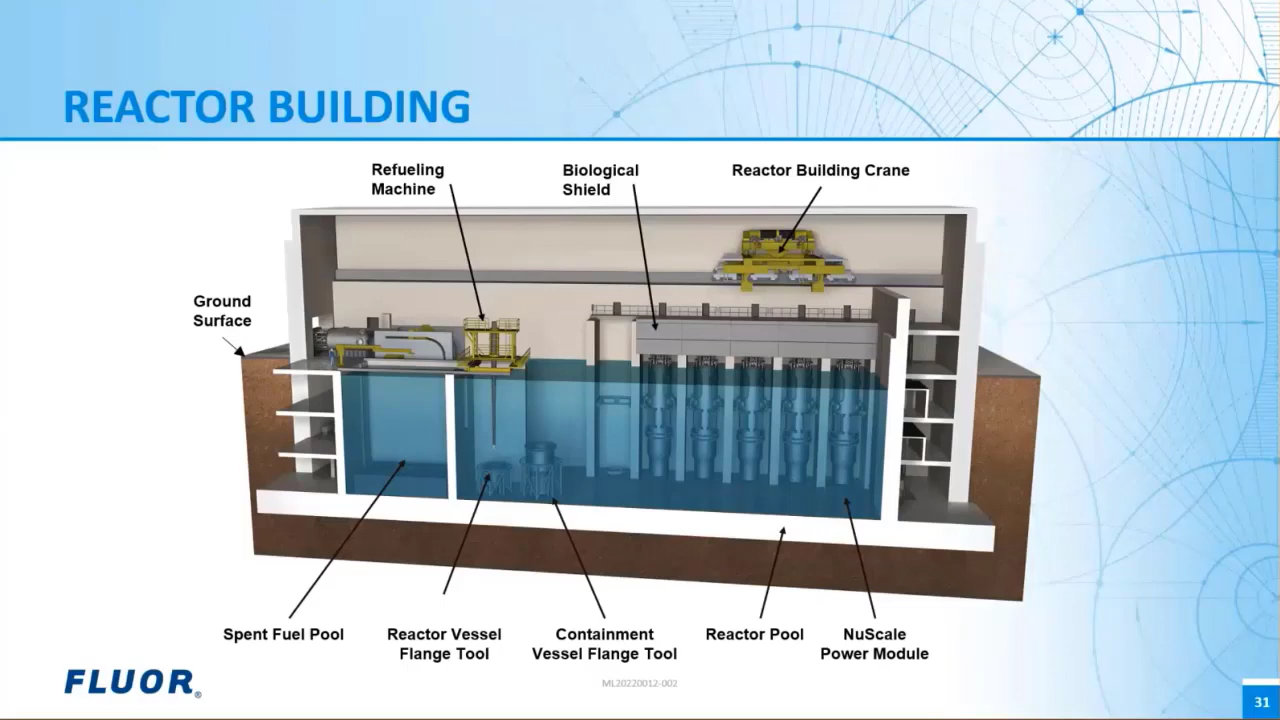 REACTOR BUILDING
Refueling
Machine
Biological
Shield
Reactor Building Crane
Ground
Surface
Spent Fuel Pool
Reactor Vessel
Flange Tool
Containment
Vessel Flange Tool
Reactor Pool
NuScale
Power Module
FLUOR®
ML20220012-002
31